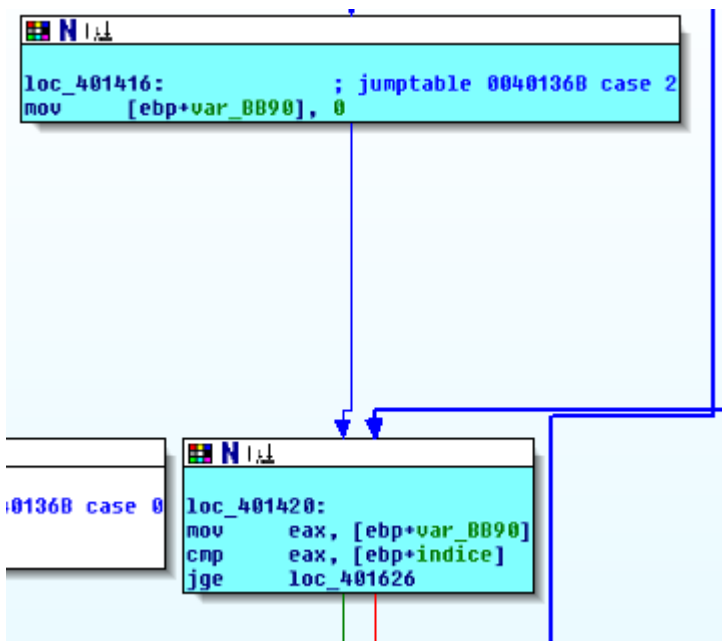 loc_401416: ; jumptable 0040136B case 2
mov [ebp+var_BB90], 0
0136B case 0
loc_401420:
mov eax, [ebp+var_BB90]
cmp eax, [ebp+indice]
jge loc_401626